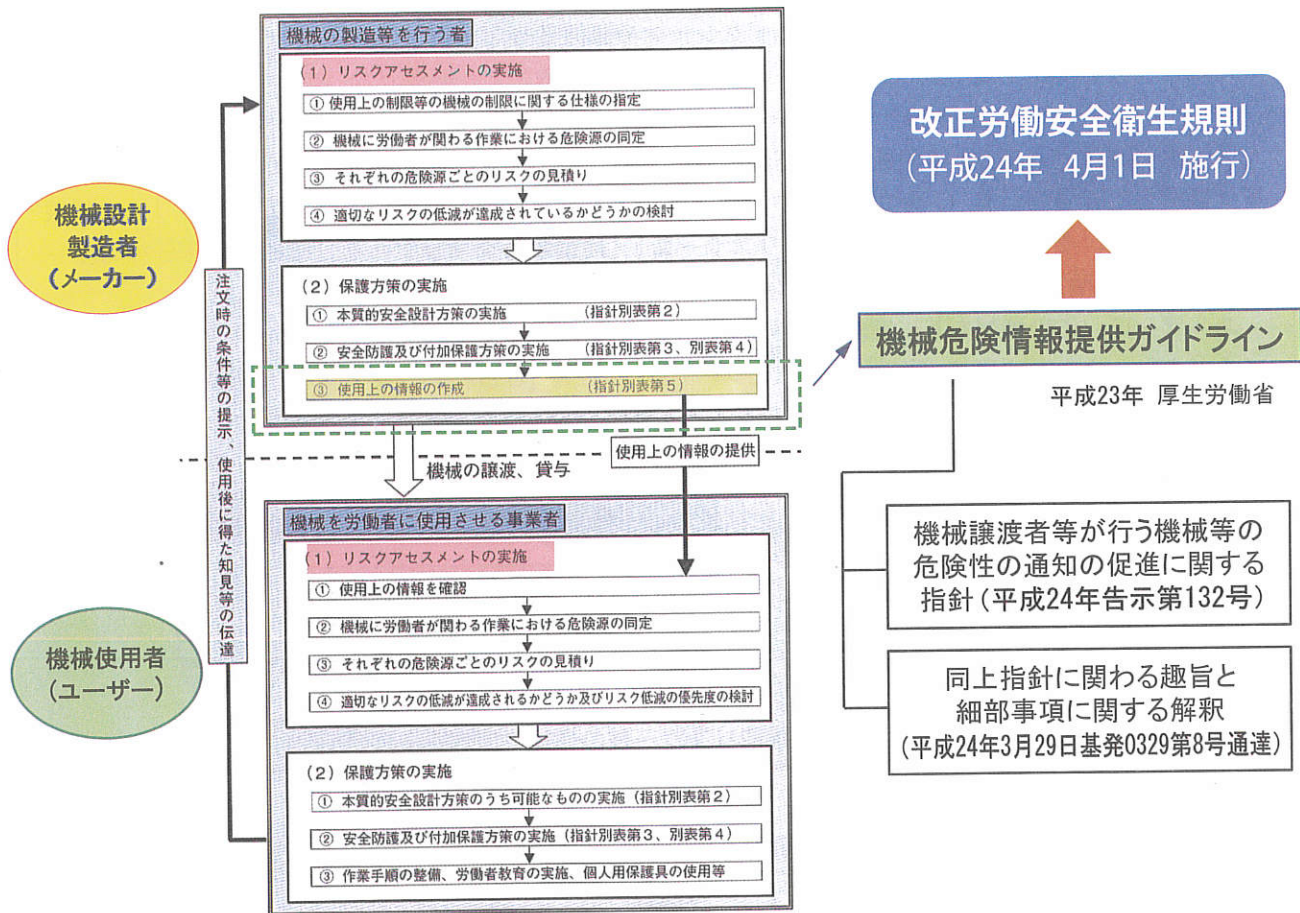 機械の製造等を行う者
(1) リスクアセスメントの実施
① 使用上の制限等の機械の制限に関する仕様の指定
② 機械に労働者が関わる作業における危険源の同定
③ それぞれの危険源ごとのリスクの見積り
④ 適切なリスクの低減が達成されているかどうかの検討
(2) 保護方策の実施
① 本質的安全設計方策の実施 (指針別表第2)
② 安全防護及び付加保護方策の実施 (指針別表第3、別表第4)
③ 使用上の情報の作成 (指針別表第5)
機械設計
製造者
(メーカー)
注文時の条件等の提示、使用後に得た知見等の伝達
機械使用者
(ユーザー)
機械の譲渡、貸与
使用上の情報の提供
機械を労働者に使用させる事業者
(1) リスクアセスメントの実施
① 使用上の情報を確認
② 機械に労働者が関わる作業における危険源の同定
③ それぞれの危険源ごとのリスクの見積り
④ 適切なリスクの低減が達成されるかどうか及びリスク低減の優先度の検討
(2) 保護方策の実施
① 本質的安全設計方策のうち可能なものの実施 (指針別表第2)
② 安全防護及び付加保護方策の実施 (指針別表第3、別表第4)
③ 作業手順の整備、労働者教育の実施、個人用保護具の使用等
改正労働安全衛生規則
(平成24年 4月1日 施行)
機械危険情報提供ガイドライン
平成23年 厚生労働省
機械譲渡者等が行う機械等の
危険性の通知の促進に関する
指針(平成24年告示第132号)
同上指針に関わる趣旨と
細部事項に関する解釈
(平成24年3月29日基発0329第8号通達)